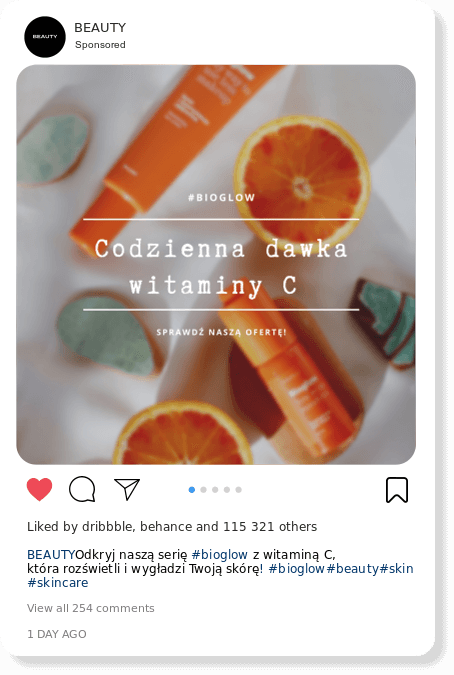 BEAUTY
BEAUTY
Sponsored
#BIOGLOW
Codzienna dawka
witaminy C
SPRAWDŹ NASZĄ OFERTĘ!
Liked by dribbble, behance and 115 321 others
BEAUTYOdkryj naszą serię #bioglow z witaminą C,
która rozświetli i wygładzi Twoją skórę! #bioglow#beauty#skin
#skincare
View all 254 comments
1 DAY AGO